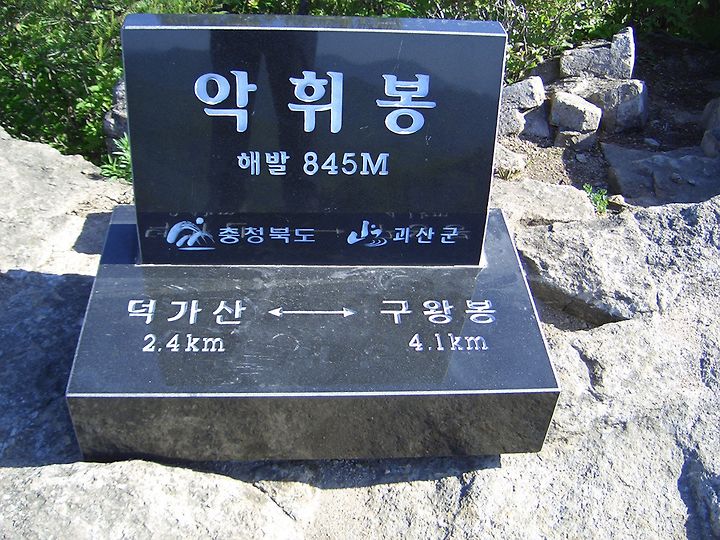 악휘봉
해발 845M
충청북도 괴산군
덕가산 ↔ 구왕봉
2.4km 4.1km